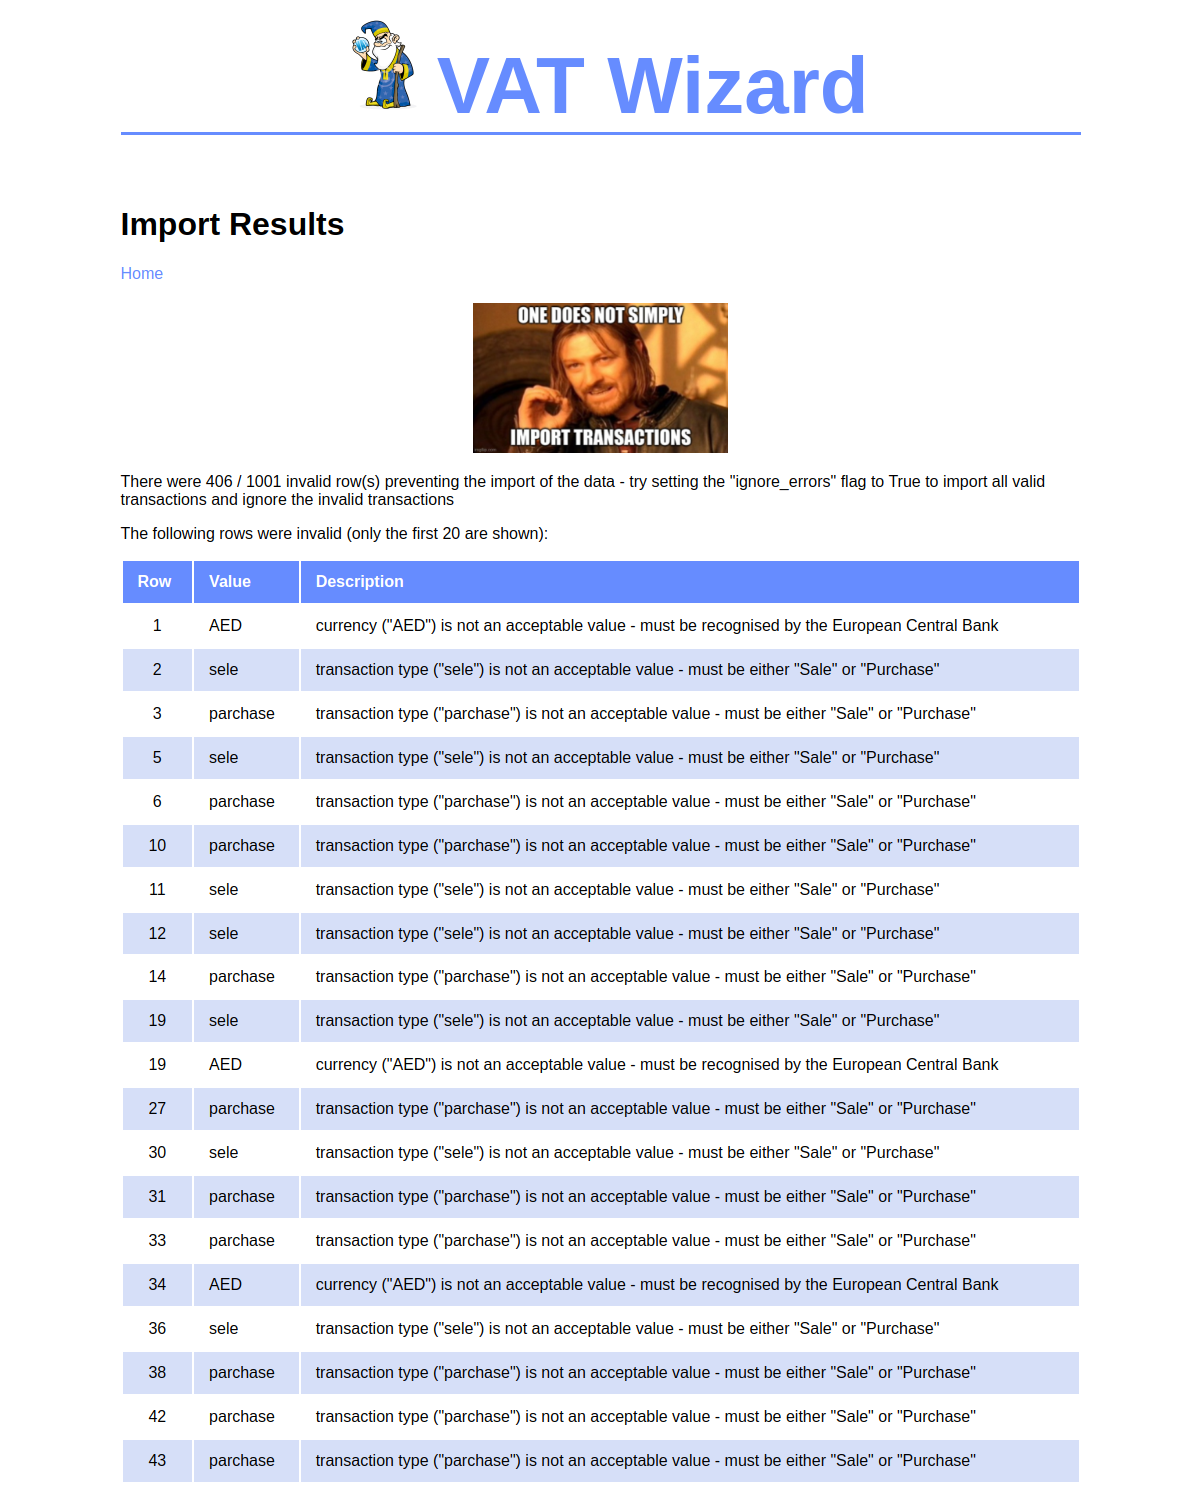 VAT Wizard
Import Results
Home
ONE DOES NOT SIMPLY
IMPORT TRANSACTIONS
There were 406 / 1001 invalid row(s) preventing the import of the data - try setting the "ignore_errors" flag to True to import all valid
transactions and ignore the invalid transactions
The following rows were invalid (only the first 20 are shown):
Row Value Description
1 AED currency ("AED") is not an acceptable value - must be recognised by the European Central Bank
2 sele transaction type ("sele") is not an acceptable value - must be either "Sale" or "Purchase"
3 parchase transaction type ("parchase") is not an acceptable value - must be either "Sale" or "Purchase"
5 sele transaction type ("sele") is not an acceptable value - must be either "Sale" or "Purchase"
6 parchase transaction type ("parchase") is not an acceptable value - must be either "Sale" or "Purchase"
10 parchase transaction type ("parchase") is not an acceptable value - must be either "Sale" or "Purchase"
11 sele transaction type ("sele") is not an acceptable value - must be either "Sale" or "Purchase"
12 sele transaction type ("sele") is not an acceptable value - must be either "Sale" or "Purchase"
14 parchase transaction type ("parchase") is not an acceptable value - must be either "Sale" or "Purchase"
19 sele transaction type ("sele") is not an acceptable value - must be either "Sale" or "Purchase"
19 AED currency ("AED") is not an acceptable value - must be recognised by the European Central Bank
27 parchase transaction type ("parchase") is not an acceptable value - must be either "Sale" or "Purchase"
30 sele transaction type ("sele") is not an acceptable value - must be either "Sale" or "Purchase"
31 parchase transaction type ("parchase") is not an acceptable value - must be either "Sale" or "Purchase"
33 parchase transaction type ("parchase") is not an acceptable value - must be either "Sale" or "Purchase"
34 AED currency ("AED") is not an acceptable value - must be recognised by the European Central Bank
36 sele transaction type ("sele") is not an acceptable value - must be either "Sale" or "Purchase"
38 parchase transaction type ("parchase") is not an acceptable value - must be either "Sale" or "Purchase"
42 parchase transaction type ("parchase") is not an acceptable value - must be either "Sale" or "Purchase"
43 parchase transaction type ("parchase") is not an acceptable value - must be either "Sale" or "Purchase"